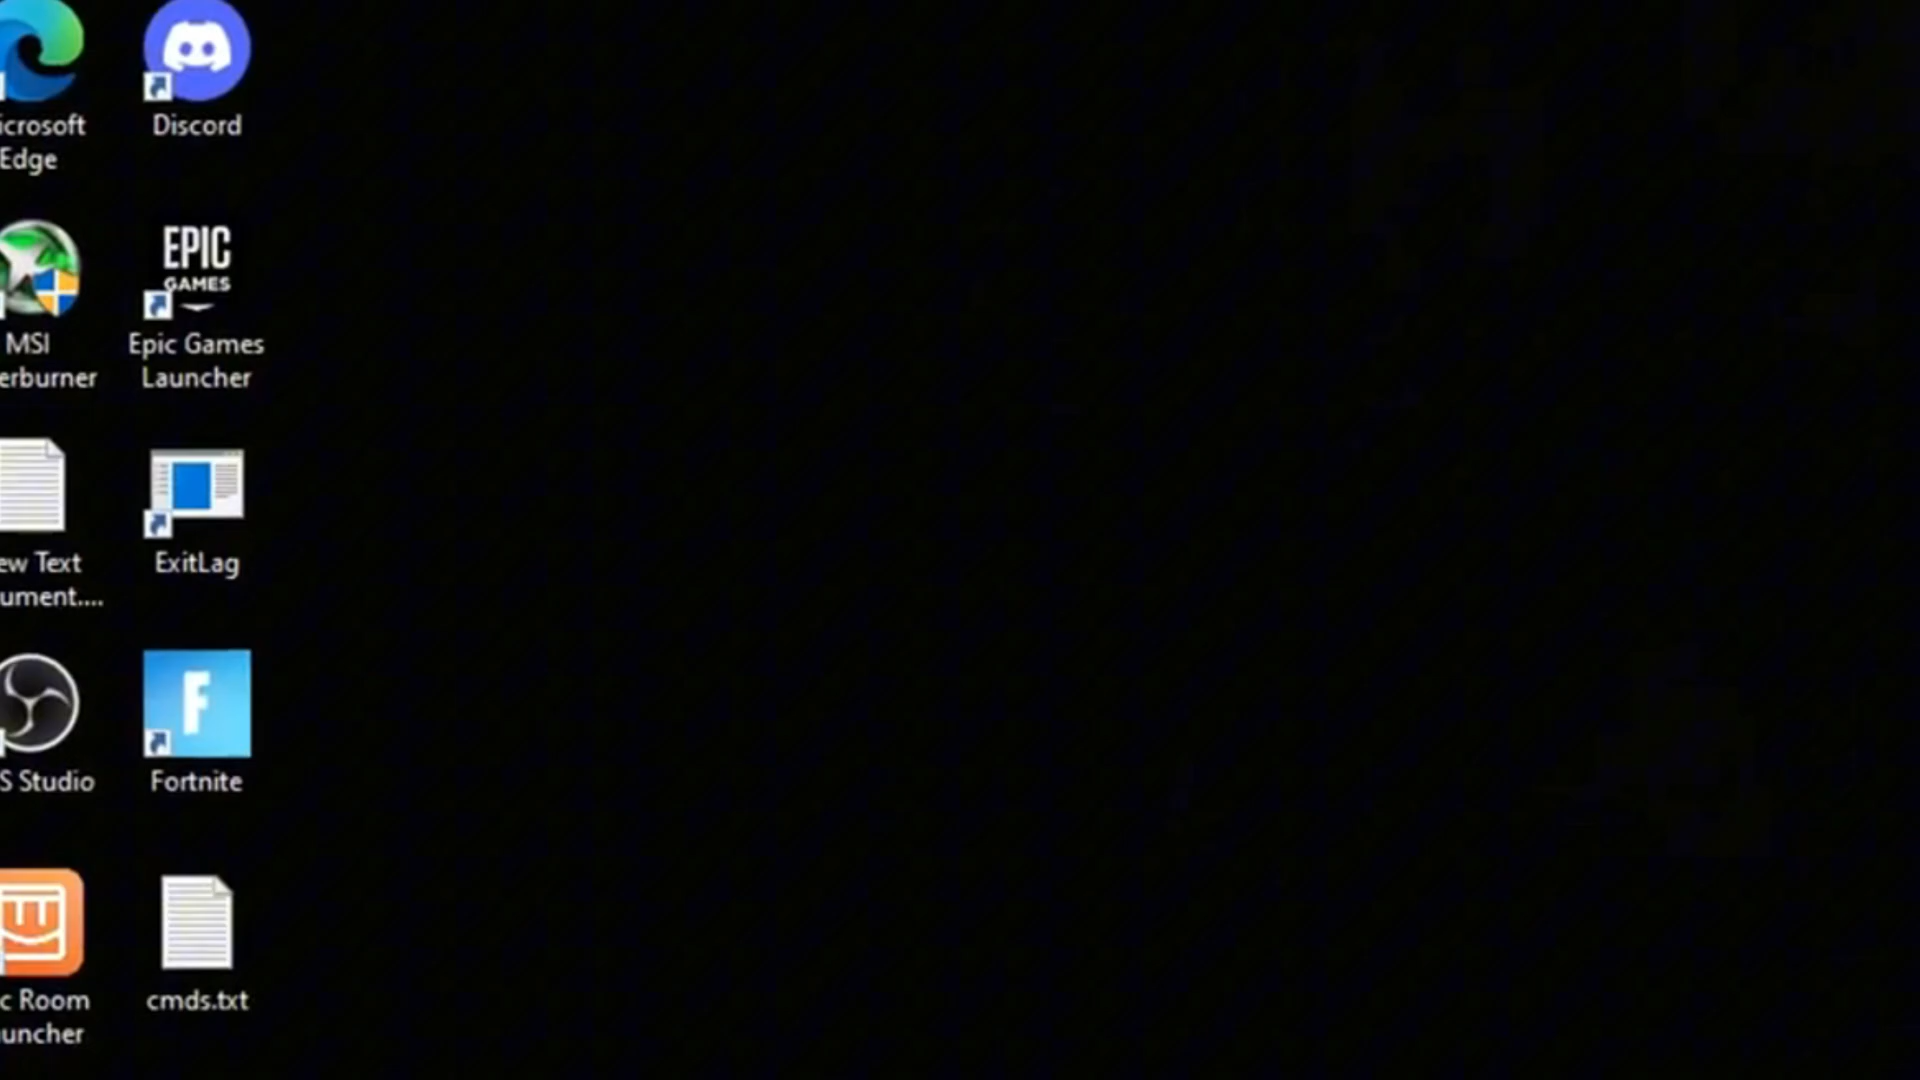 icrosoft
Edge
Discord
MSI
erburner
EPIC
GAMES
Epic Games
Launcher
ew Text
ument....
ExitLag
S Studio
F
Fortnite
c Room
uncher
cmds.txt